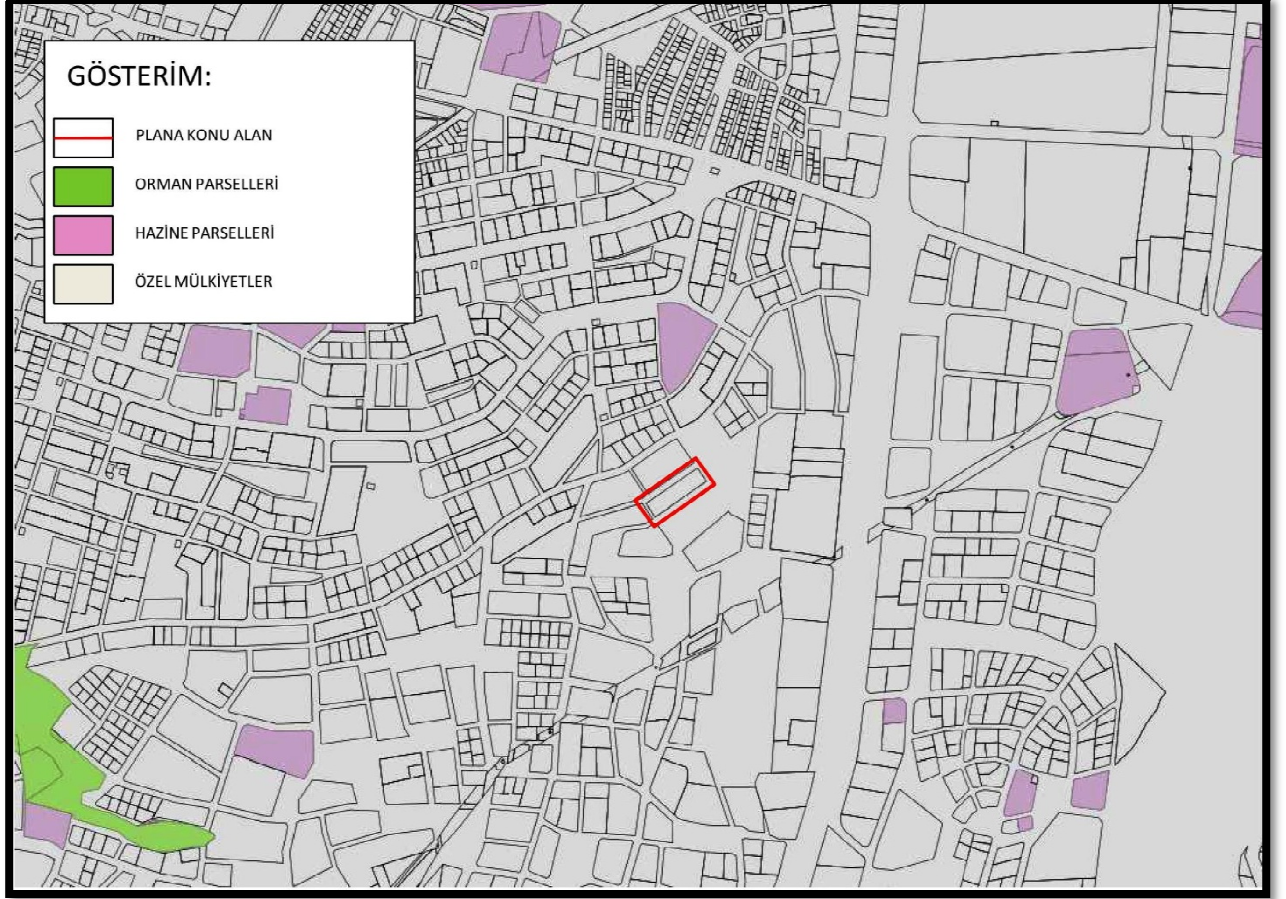 GÖSTERİM:
PLANA KONU ALAN
ORMAN PARSELLERİ
HAZİNE PARSELLERİ
ÖZEL MÜLKİYETLER